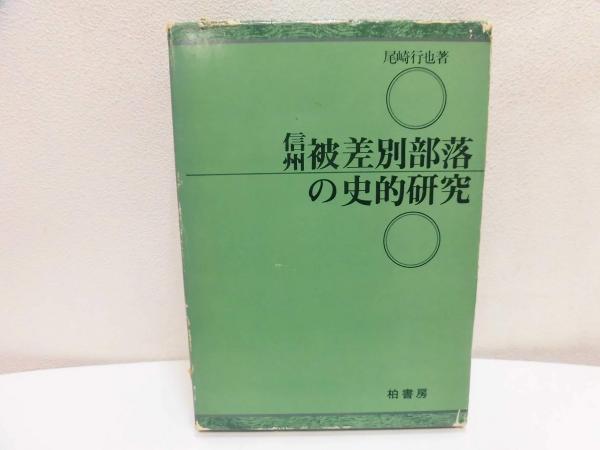 尾崎行也著
信州被差別部落
の史的研究
柏書房